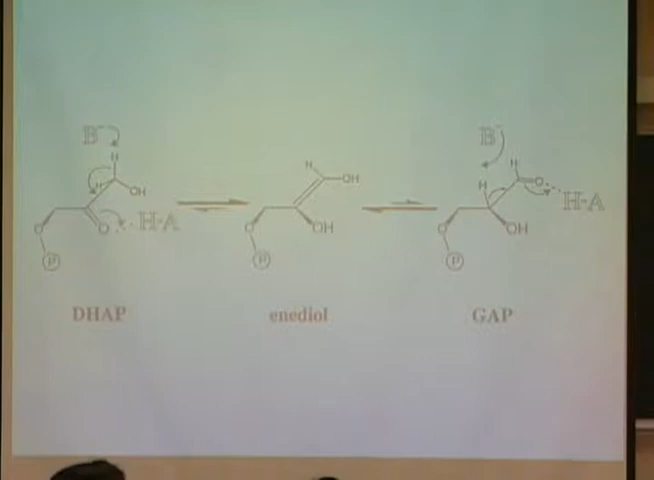 B⁻ B⁻
H H
H H OH H OH H O H-A
O O H-A O OH O OH
P P P
DHAP enediol GAP